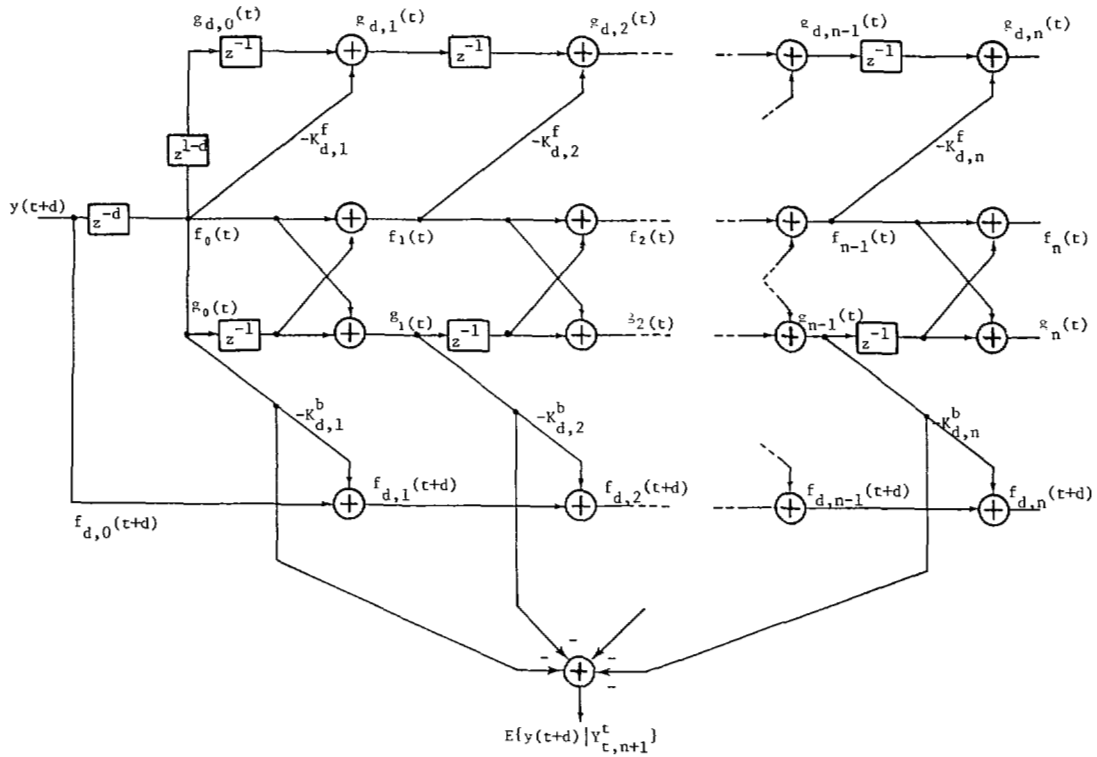 g_{d,0}(t) g_{d,1}(t) g_{d,2}(t) g_{d,n-1}(t) g_{d,n}(t)
z^{-1} + z^{-1} + + z^{-1} +
z^{1-d} -K^f_{d,1} -K^f_{d,2} -K^f_{d,n}
y(t+d) z^{-d} + + + +
f_0(t) f_1(t) f_2(t) f_{n-1}(t) f_n(t)
g_0(t) g_1(t) g_2(t) g_{n-1}(t) g_n(t)
z^{-1} + z^{-1} + + z^{-1} +
-K^b_{d,1} -K^b_{d,2} -K^b_{d,n}
f_{d,1}(t+d) f_{d,2}(t+d) f_{d,n-1}(t+d) f_{d,n}(t+d)
+ + + +
f_{d,0}(t+d)
- - - -
+
E{y(t+d)|Y^t_{t,n+1}}